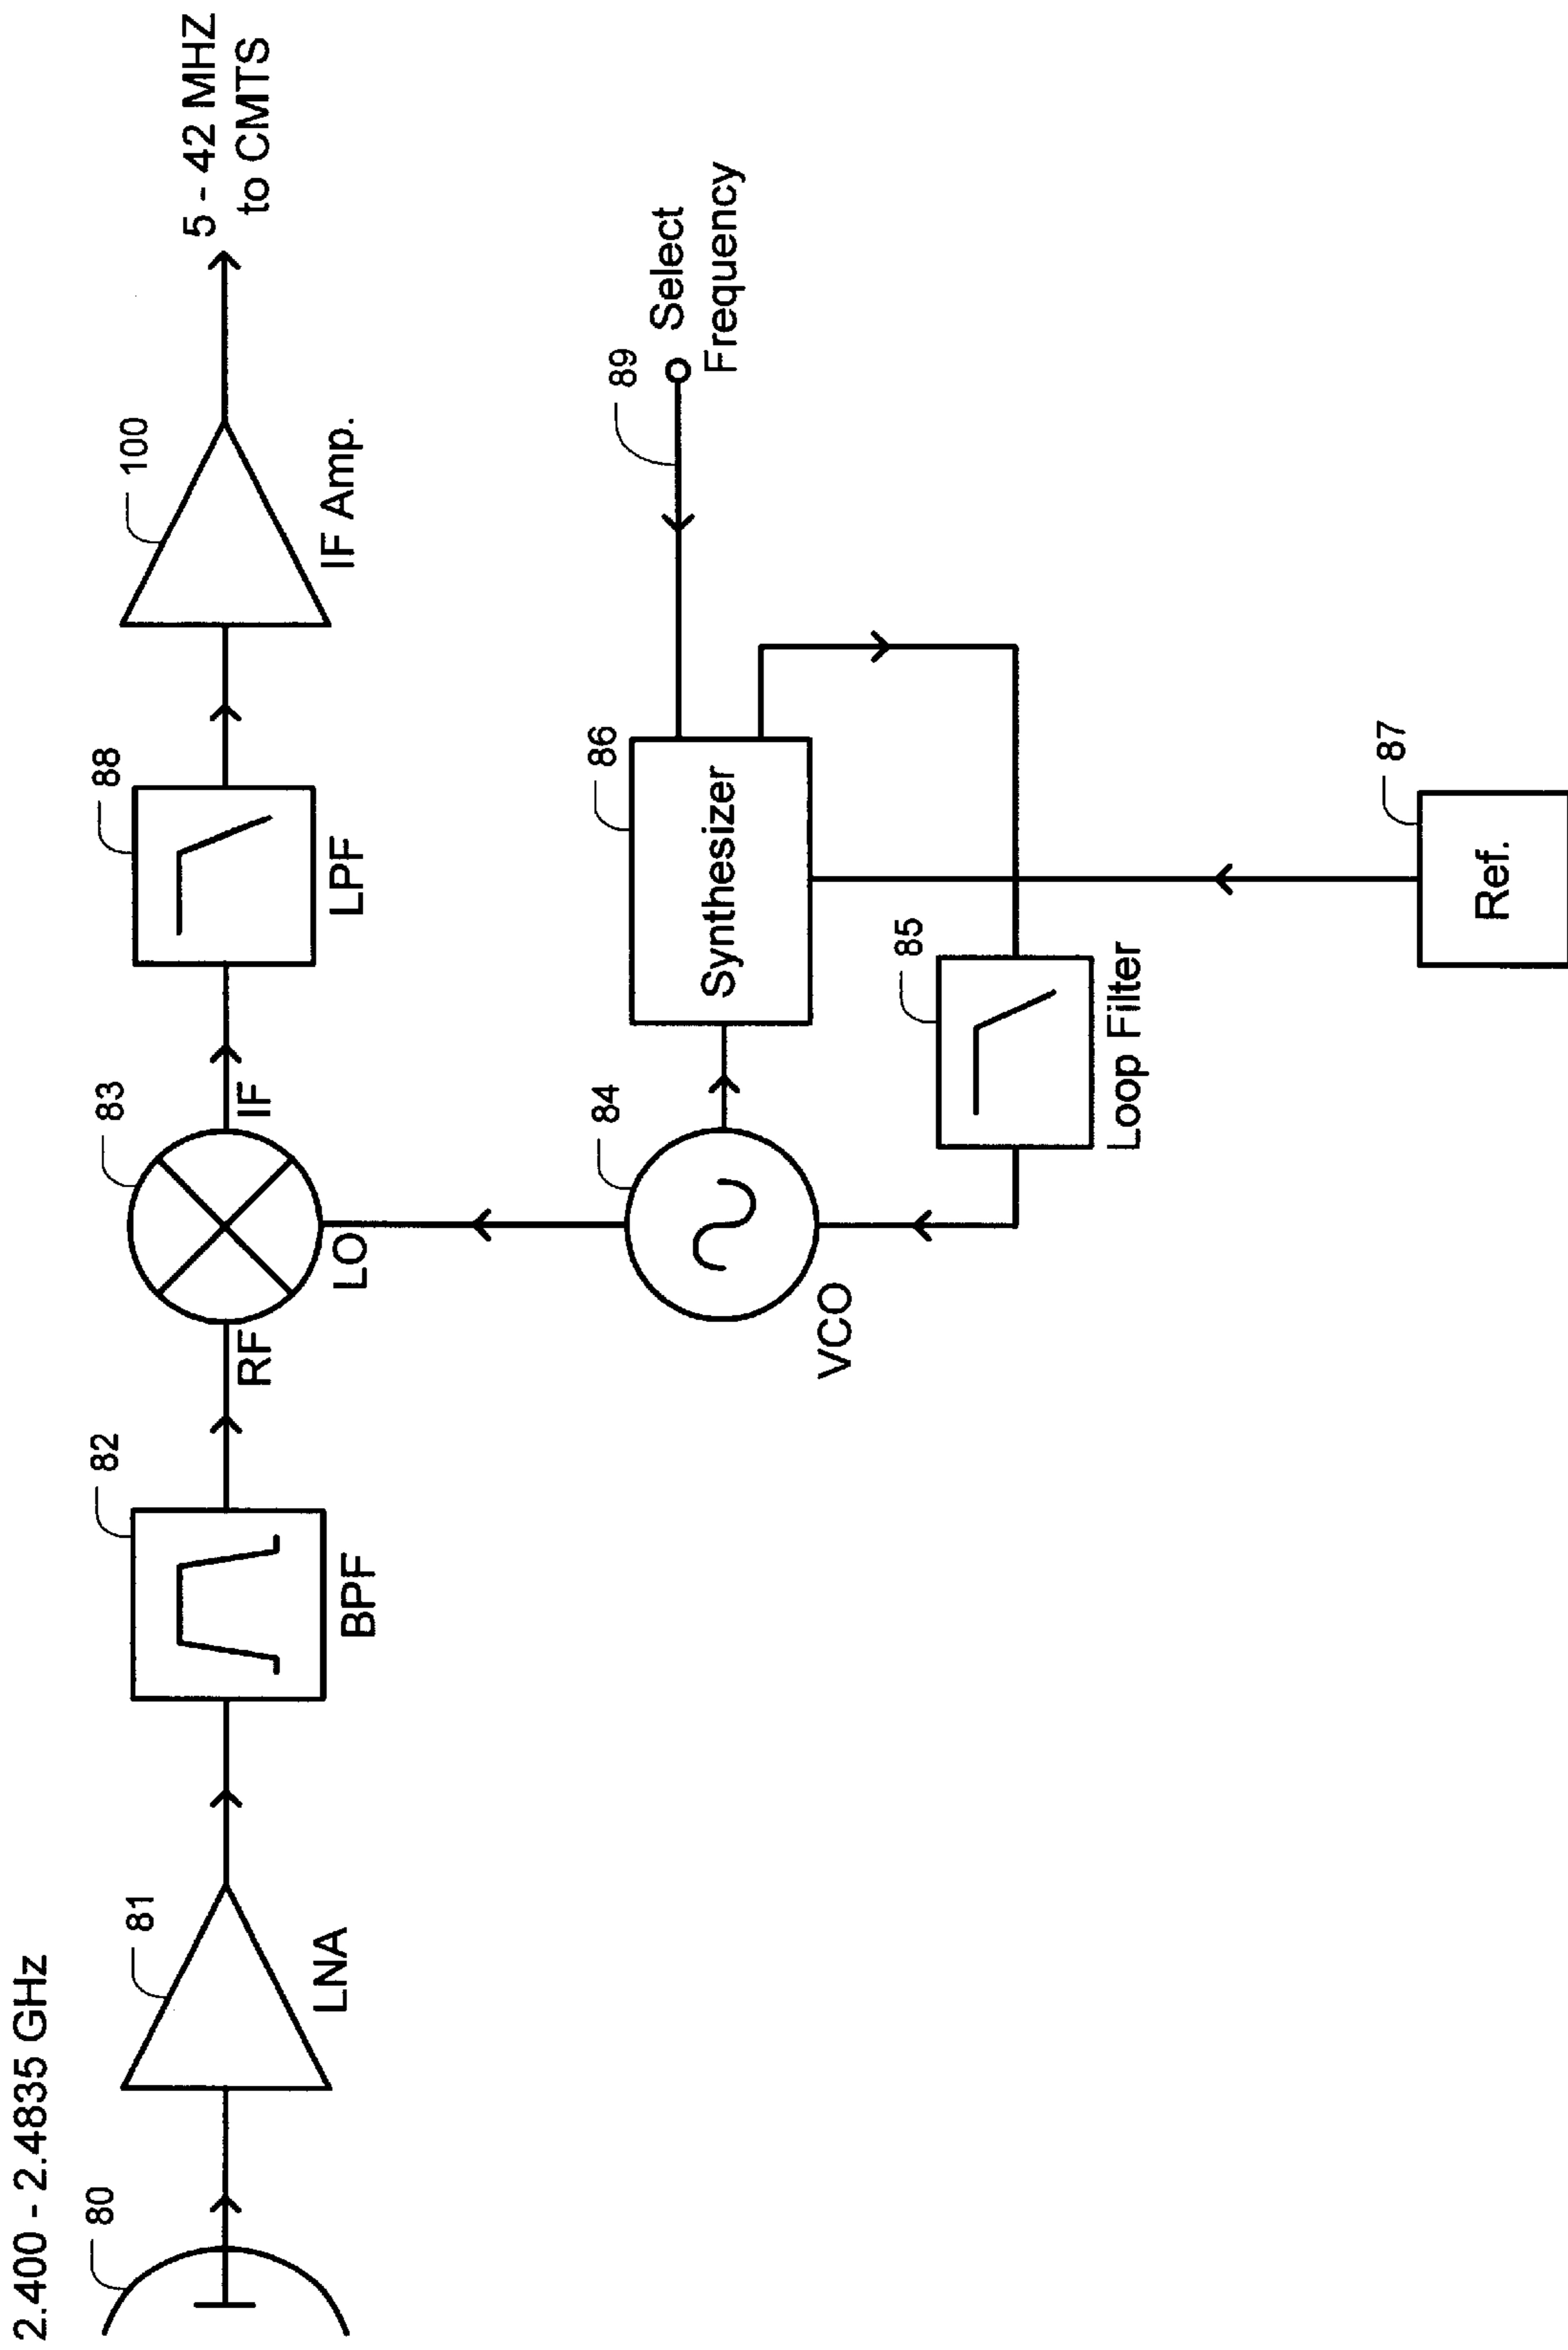 2.400 - 2.4835 GHz
80
81
LNA
82
BPF
83
RF
IF
LO
88
LPF
100
IF Amp.
5 - 42 MHZ
to CMTS
84
VCO
86
Synthesizer
89
Select
Frequency
85
Loop Filter
87
Ref.